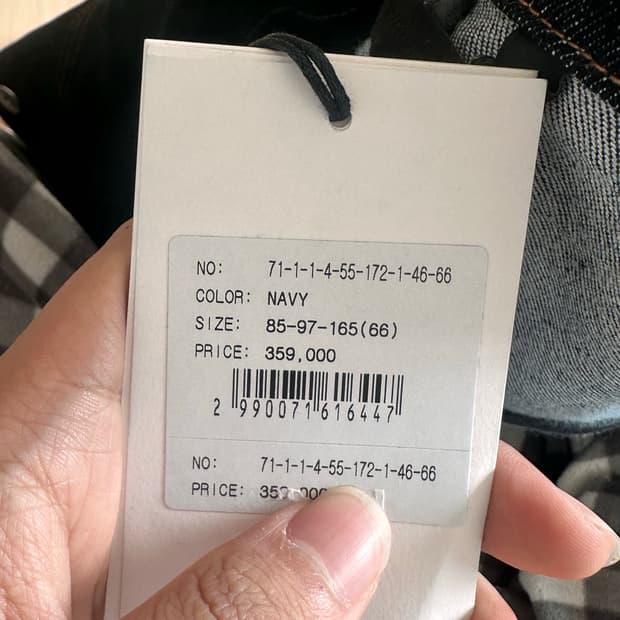 NO: 71-1-1-4-55-172-1-46-66
COLOR: NAVY
SIZE: 85-97-165(66)
PRICE: 359,000
2 990071 616447
NO: 71-1-1-4-55-172-1-46-66
PRICE: